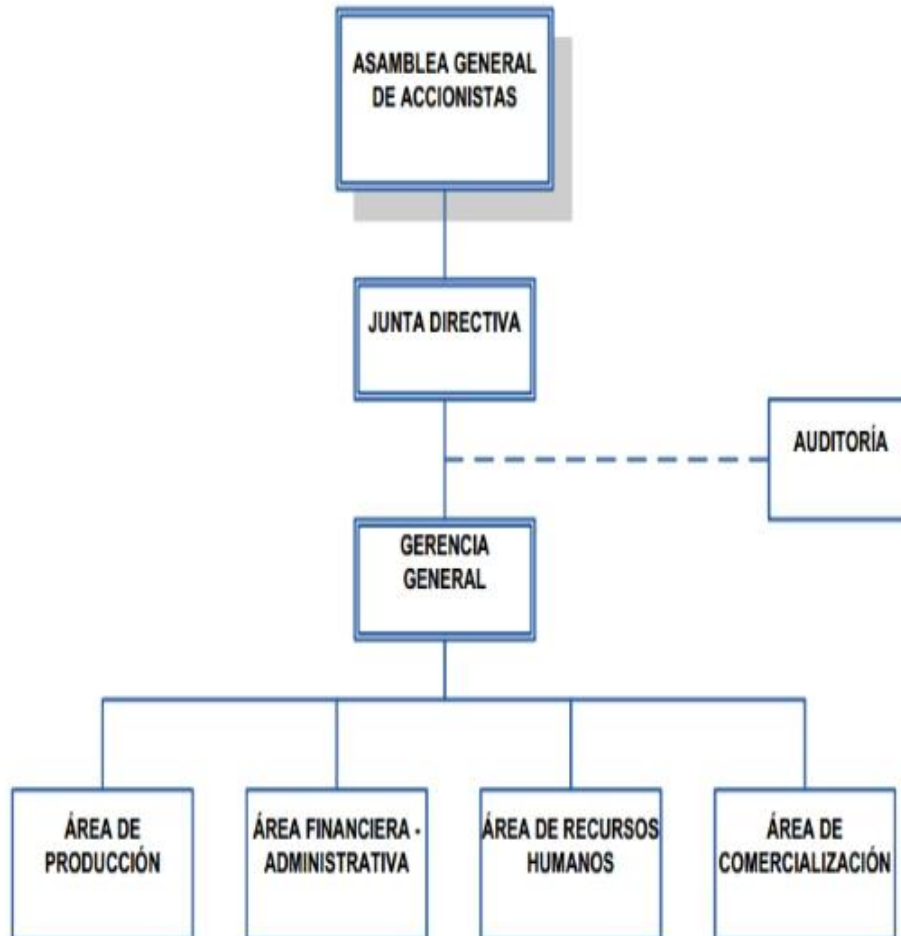 ASAMBLEA GENERAL
DE ACCIONISTAS
JUNTA DIRECTIVA
AUDITORÍA
GERENCIA
GENERAL
ÁREA DE
PRODUCCIÓN
ÁREA FINANCIERA -
ADMINISTRATIVA
ÁREA DE RECURSOS
HUMANOS
ÁREA DE
COMERCIALIZACIÓN